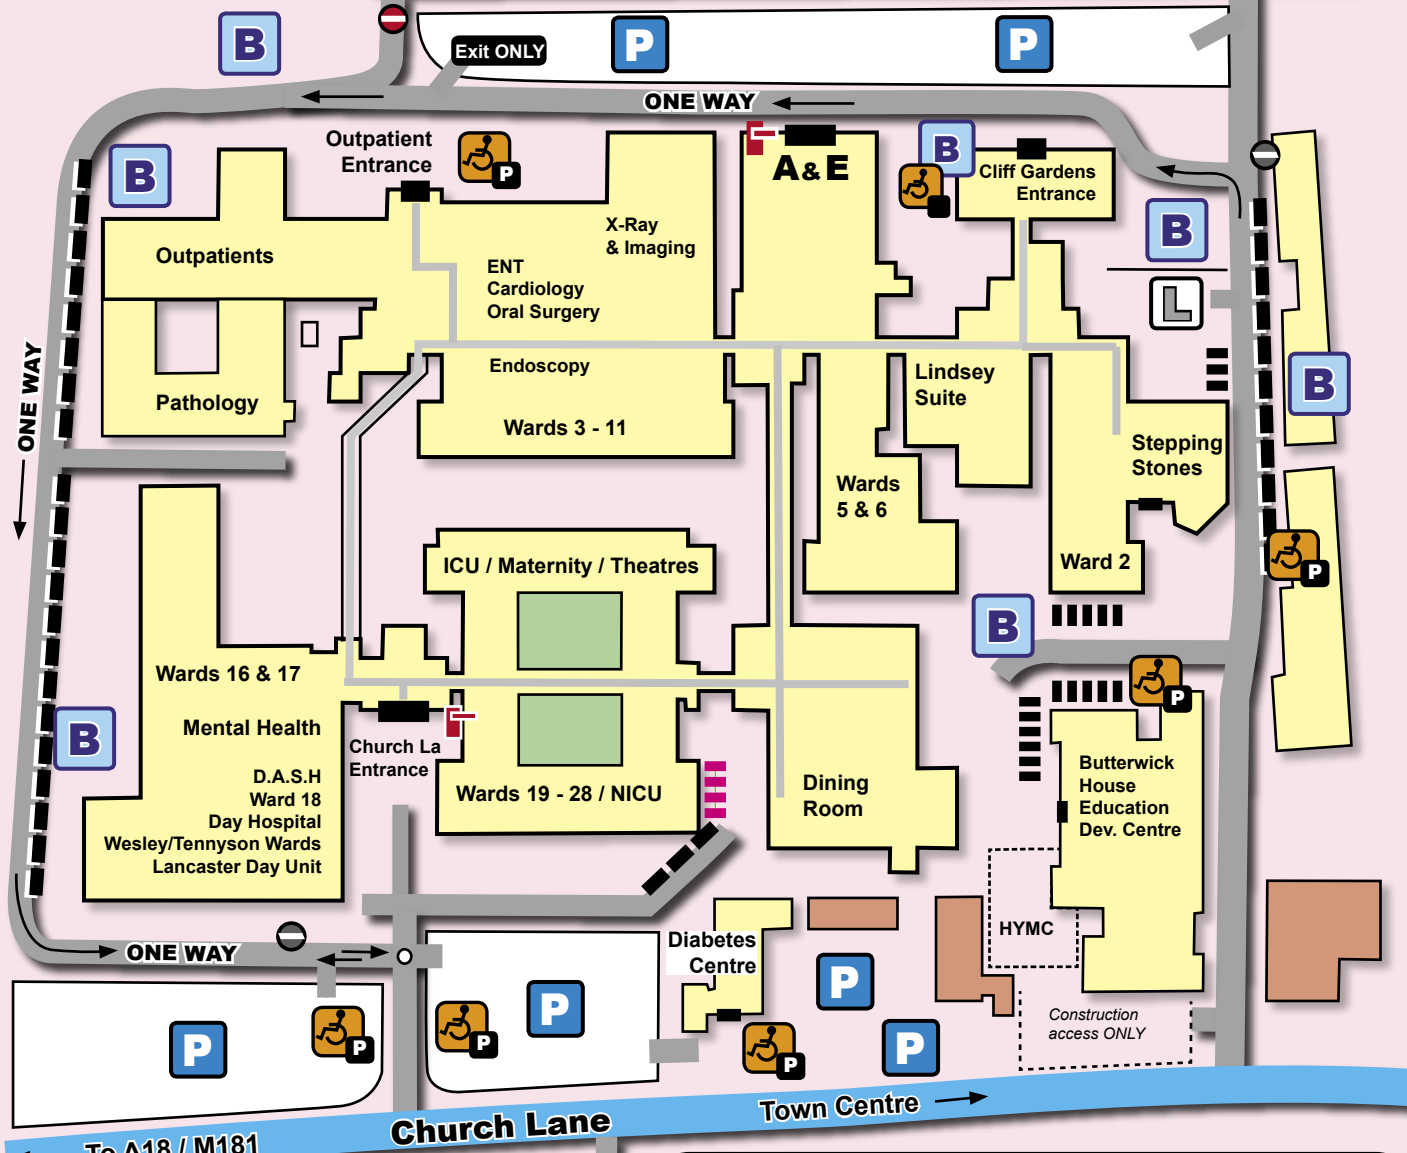 B
P
P
Exit ONLY
ONE WAY
Outpatient
Entrance
P
A & E
B
Cliff Gardens
Entrance
B
B
Outpatients
X-Ray
& Imaging
ENT
Cardiology
Oral Surgery
L
ONE WAY
Endoscopy
Lindsey
Suite
B
Pathology
Wards 3 - 11
Stepping
Stones
Wards
5 & 6
ICU / Maternity / Theatres
Ward 2
P
B
Wards 16 & 17
P
Mental Health
B
Church La
Entrance
D.A.S.H
Ward 18
Day Hospital
Wesley/Tennyson Wards
Lancaster Day Unit
Wards 19 - 28 / NICU
Dining
Room
Butterwick
House
Education
Dev. Centre
HYMC
Diabetes
Centre
ONE WAY
P
P
P
P
P
P
P
Construction
access ONLY
Town Centre
Church Lane
To A18 / M181